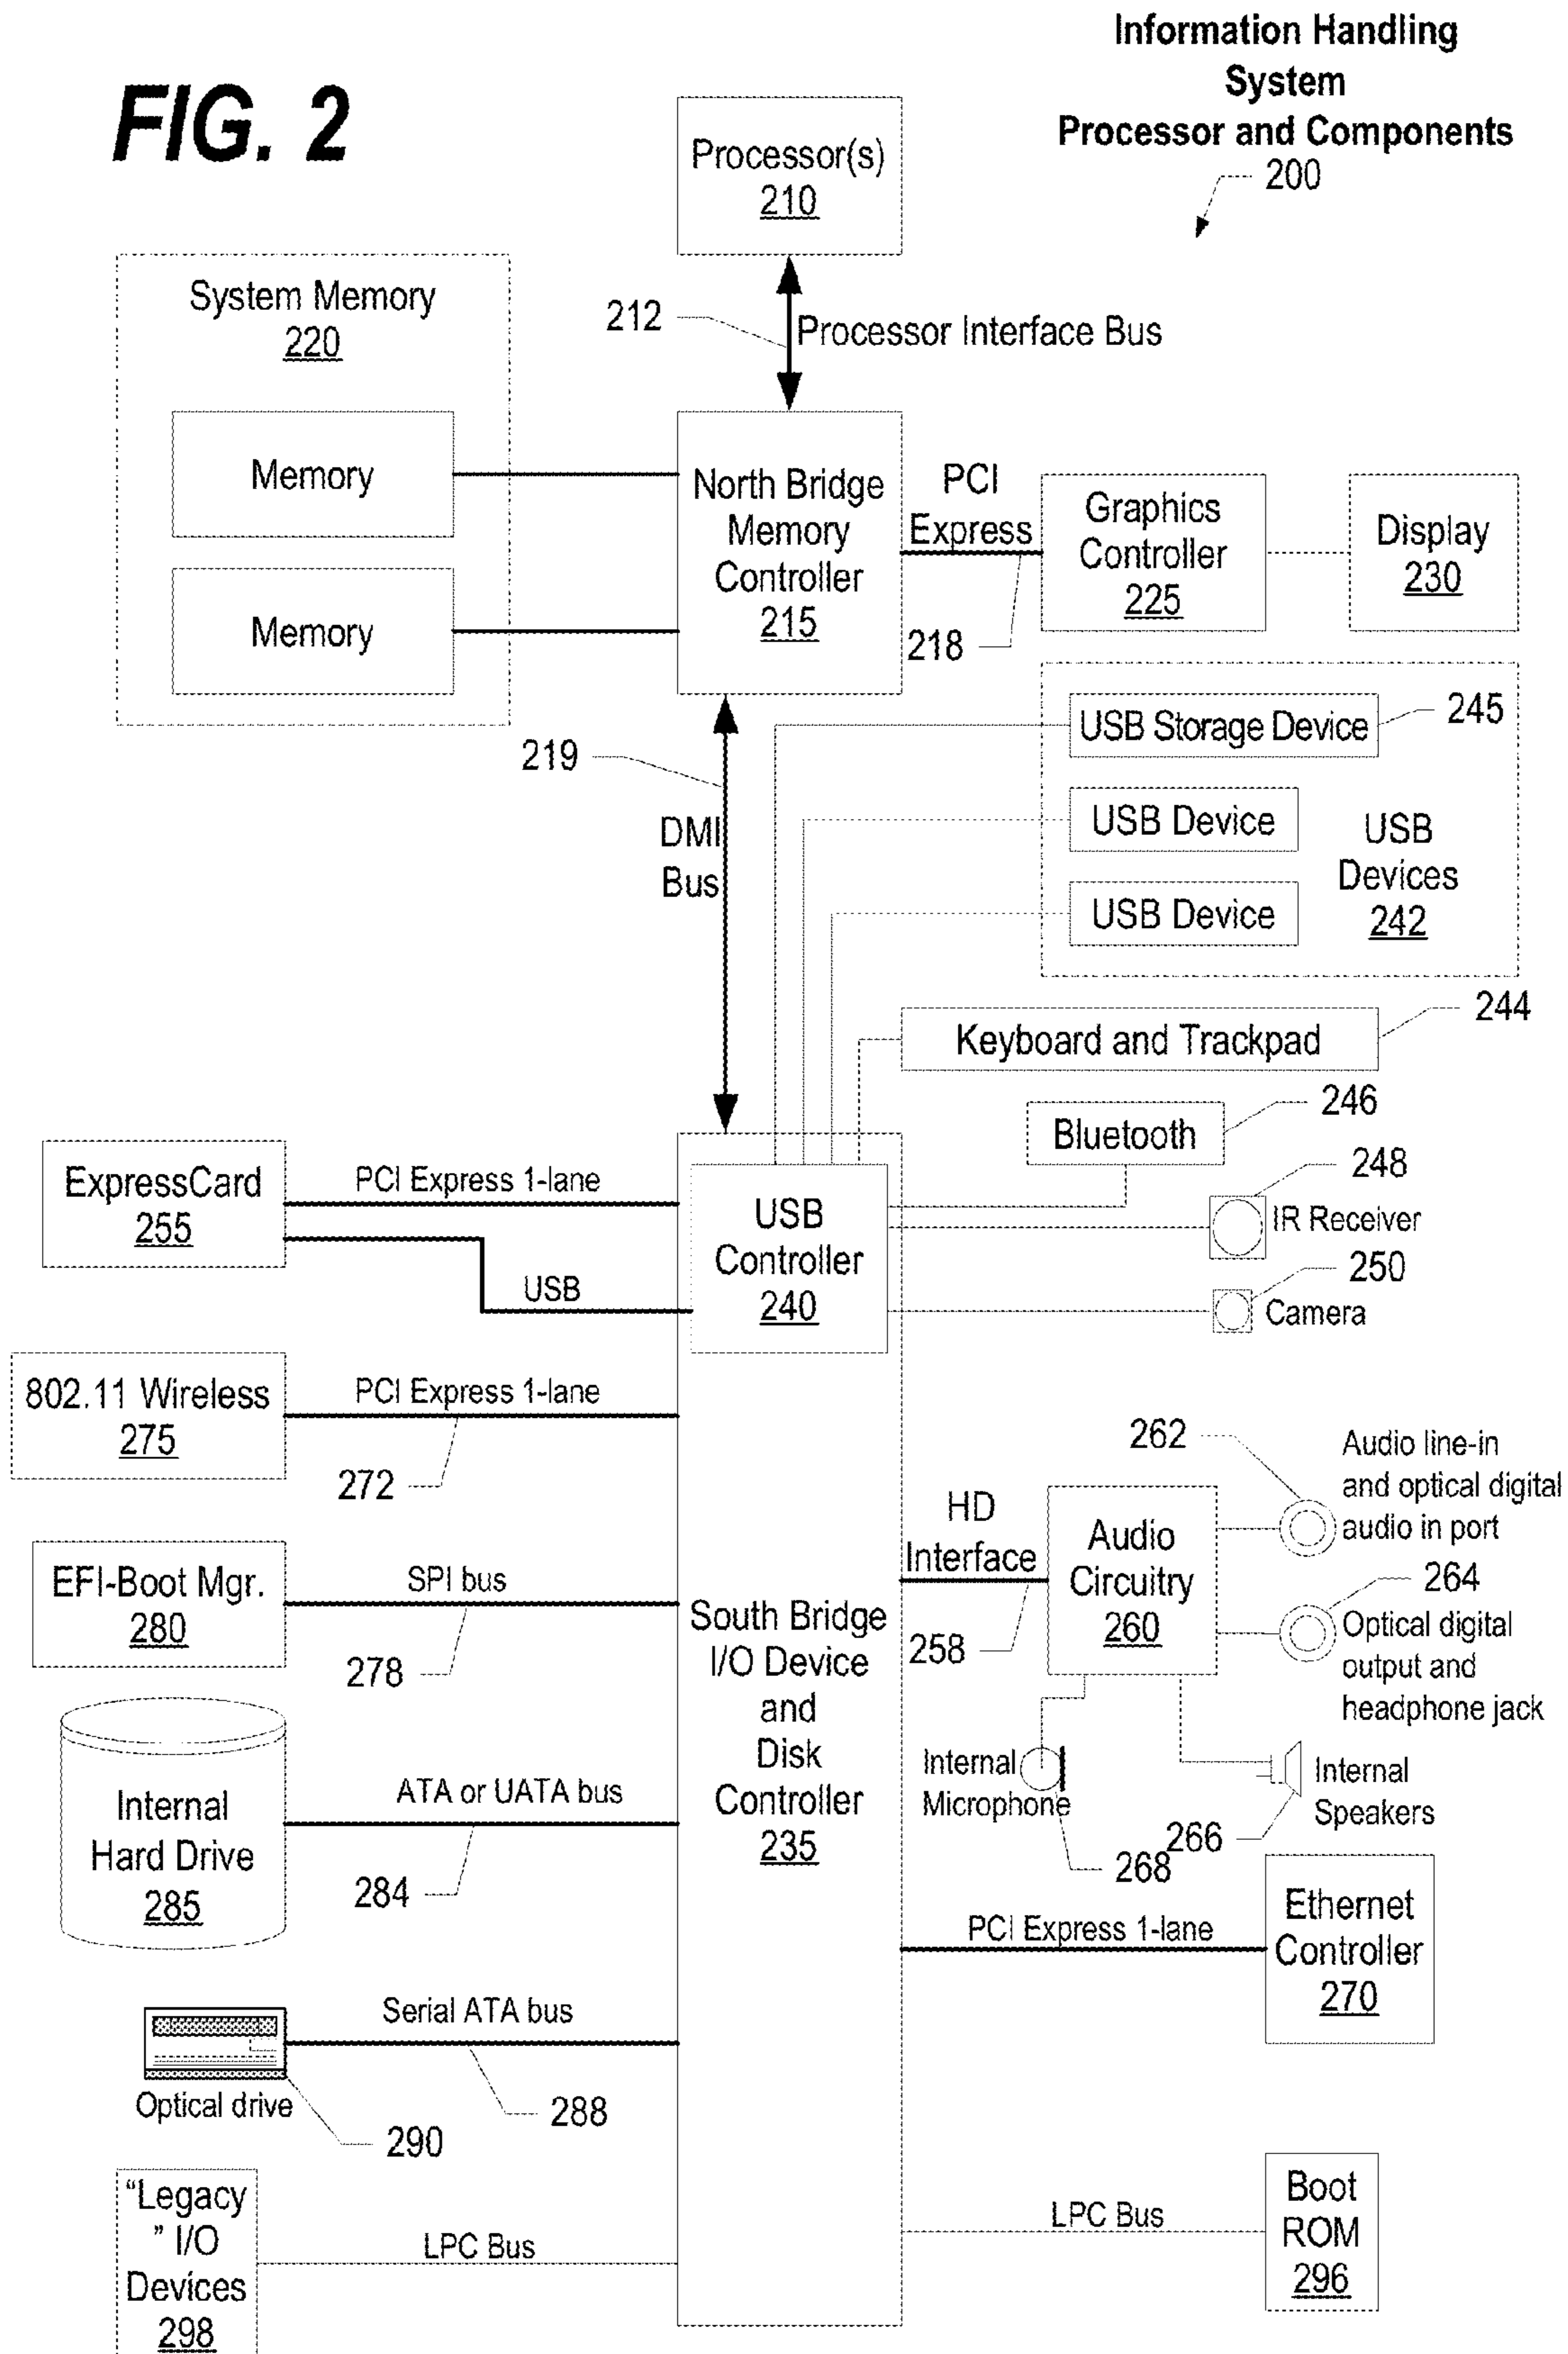 Information Handling
System
Processor and Components
200
FIG. 2
Processor(s)
210
System Memory
220
212
Processor Interface Bus
Memory
Memory
North Bridge
Memory
Controller
215
PCI
Express
218
Graphics
Controller
225
Display
230
219
DMI
Bus
USB Storage Device
245
USB Device
USB Device
USB
Devices
242
Keyboard and Trackpad
244
Bluetooth
246
248
IR Receiver
250
Camera
ExpressCard
255
PCI Express 1-lane
USB
USB
Controller
240
802.11 Wireless
275
PCI Express 1-lane
272
EFI-Boot Mgr.
280
SPI bus
278
South Bridge
I/O Device
and
Disk
Controller
235
HD
Interface
258
Audio
Circuitry
260
262
Audio line-in
and optical digital
audio in port
264
Optical digital
output and
headphone jack
Internal
Microphone
268
Internal
Speakers
266
Internal
Hard Drive
285
ATA or UATA bus
284
PCI Express 1-lane
Ethernet
Controller
270
Serial ATA bus
288
Optical drive
290
"Legacy
" I/O
Devices
298
LPC Bus
LPC Bus
Boot
ROM
296